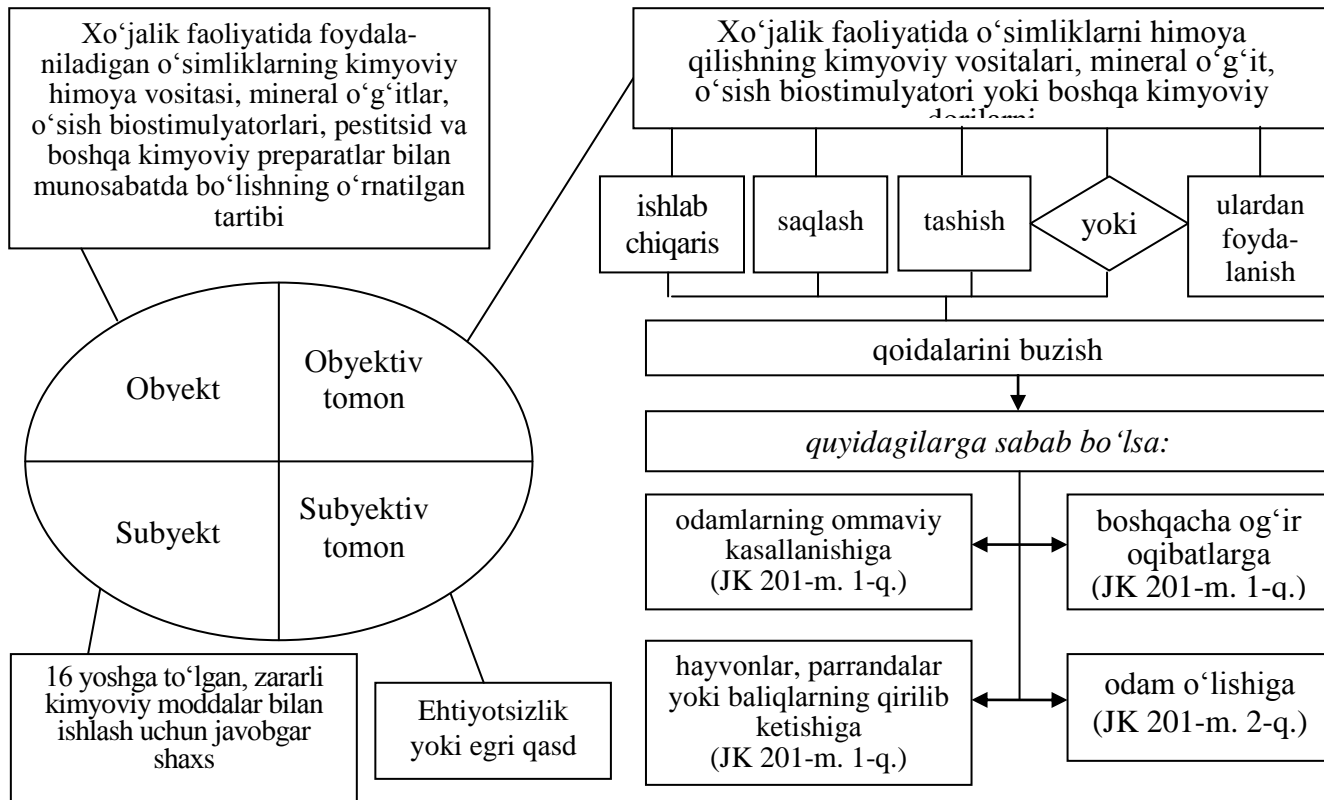 Xo‘jalik faoliyatida foydala-
niladigan o‘simliklarning kimyoviy
himoya vositasi, mineral o‘g‘itlar,
o‘sish biostimulyatorlari, pestitsid va
boshqa kimyoviy preparatlar bilan
munosabatda bo‘lishning o‘rnatilgan
tartibi
Xo‘jalik faoliyatida o‘simliklarni himoya
qilishning kimyoviy vositalari, mineral o‘g‘it,
o‘sish biostimulyatori yoki boshqa kimyoviy
dorilarni
ishlab
chiqaris
saqlash
tashish
yoki
ulardan
foyda-
lanish
qoidalarini buzish
quyidagilarga sabab bo‘lsa:
Obyekt
Obyektiv
tomon
Subyekt
Subyektiv
tomon
odamlarning ommaviy
kasallanishiga
(JK 201-m. 1-q.)
boshqacha og‘ir
oqibatlarga
(JK 201-m. 1-q.)
hayvonlar, parrandalar
yoki baliqlarning qirilib
ketishiga
(JK 201-m. 1-q.)
odam o‘lishiga
(JK 201-m. 2-q.)
16 yoshga to‘lgan, zararli
kimyoviy moddalar bilan
ishlash uchun javobgar
shaxs
Ehtiyotsizlik
yoki egri qasd